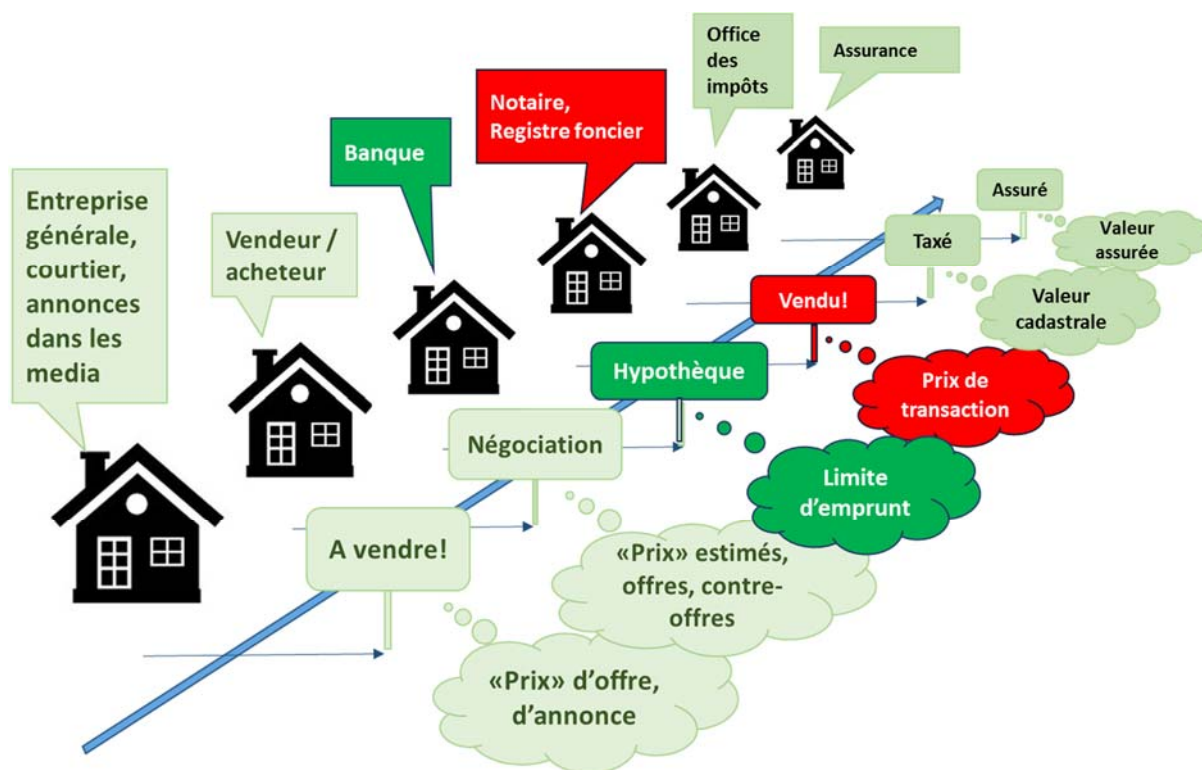 Entreprise
générale,
courtier,
annonces
dans les
media
Vendeur /
acheteur
Banque
Notaire,
Registre foncier
Office
des
impôts
Assurance
A vendre!
Négociation
Hypothèque
Vendu!
Taxé
Assuré
«Prix» d’offre,
d’annonce
«Prix» estimés,
offres, contre-
offres
Limite
d’emprunt
Prix de
transaction
Valeur
cadastrale
Valeur
assurée